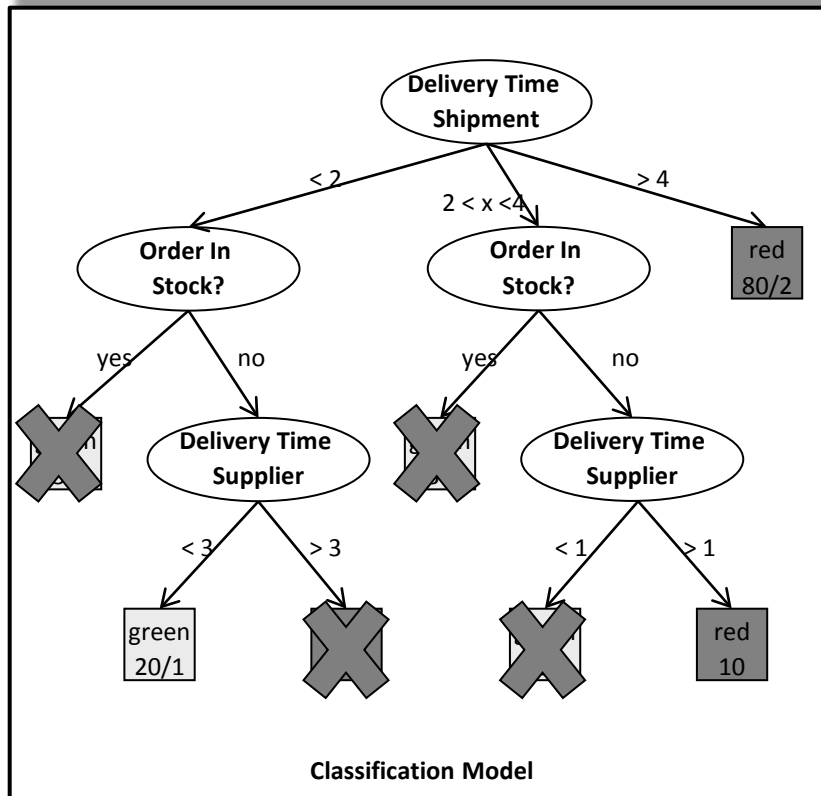 Delivery Time
Shipment
< 2
2 < x <4
> 4
Order In
Stock?
Order In
Stock?
red
80/2
yes
no
yes
no
Delivery Time
Supplier
Delivery Time
Supplier
< 3
> 3
< 1
> 1
green
20/1
red
10
Classification Model